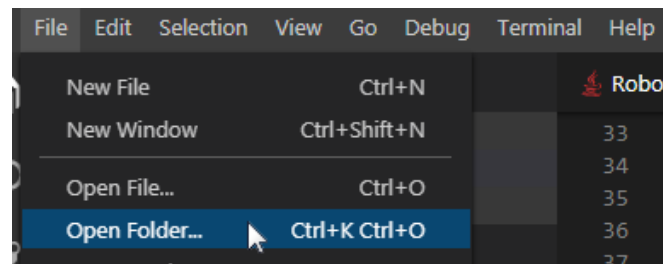 File Edit Selection View Go Debug Terminal Help
New File Ctrl+N
Robo
New Window Ctrl+Shift+N
33
34
Open File... Ctrl+O
35
Open Folder... Ctrl+K Ctrl+O
36
37